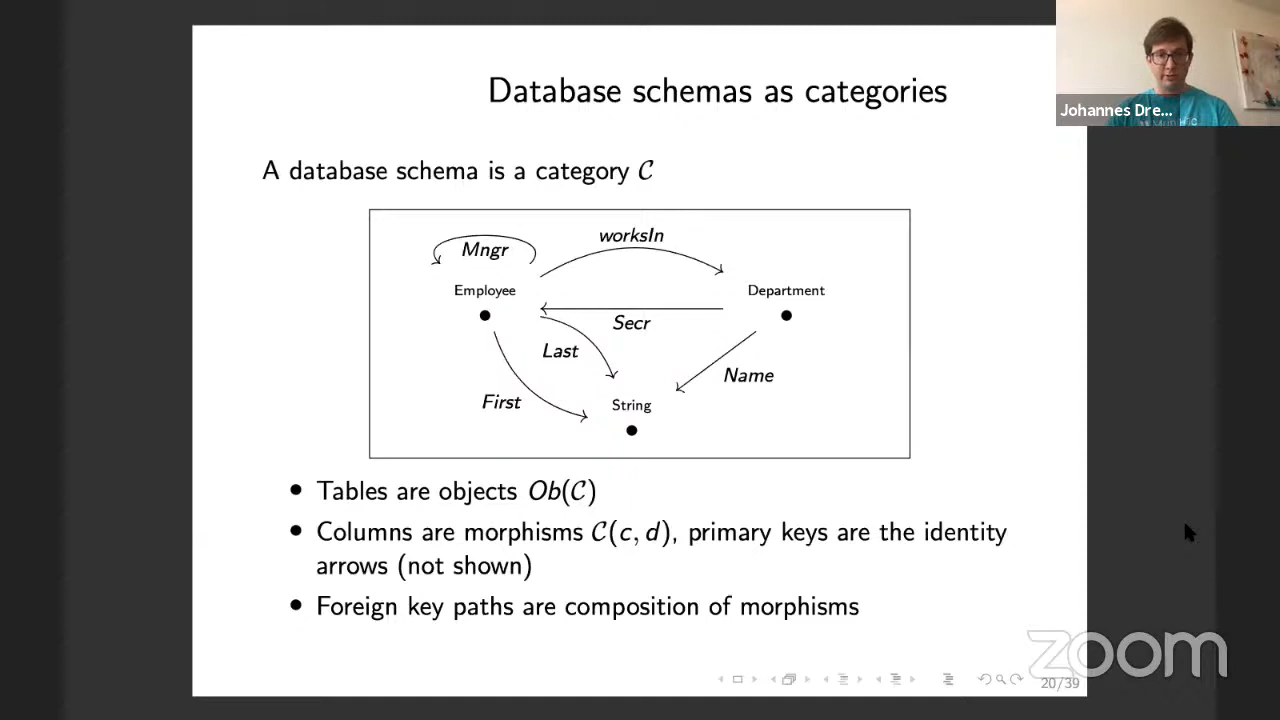 Database schemas as categories
Johannes Dre...
A database schema is a category 𝒞
worksIn
Mngr
Employee
Department
Secr
Last
Name
First
String
• Tables are objects Ob(𝒞)
• Columns are morphisms 𝒞(c, d), primary keys are the identity
arrows (not shown)
• Foreign key paths are composition of morphisms
zoom
20/39